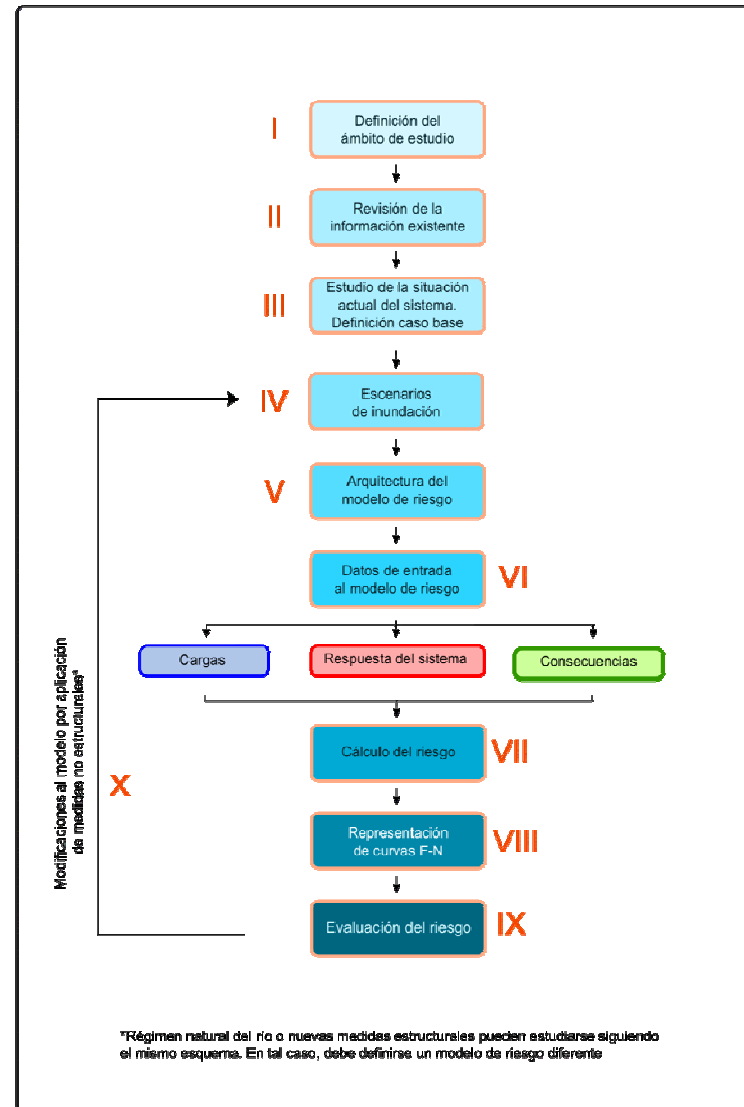 I
Definición del
ámbito de estudio
II
Revisión de la
información existente
III
Estudio de la situación
actual del sistema.
Definición caso base
IV
Escenarios
de inundación
V
Arquitectura del
modelo de riesgo
Datos de entrada
al modelo de riesgo
VI
Cargas
Respuesta del sistema
Consecuencias
Cálculo del riesgo
VII
Representación
de curvas F-N
VIII
Evaluación del riesgo
IX
X
Modificaciones al modelo por aplicación
de medidas no estructurales*
*Régimen natural del río o nuevas medidas estructurales pueden estudiarse siguiendo
el mismo esquema. En tal caso, debe definirse un modelo de riesgo diferente